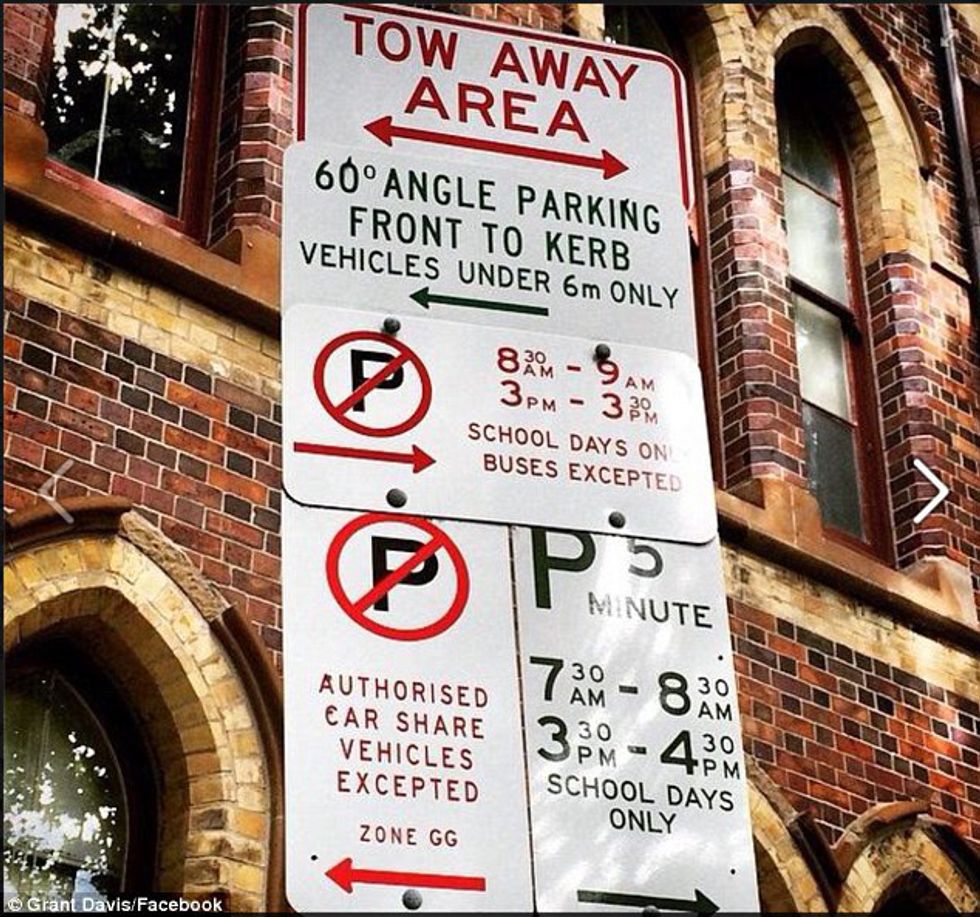 TOW AWAY
AREA
60° ANGLE PARKING
FRONT TO KERB
VEHICLES UNDER 6m ONLY
P
8 30 AM - 9 AM
3 PM - 3 30 PM
SCHOOL DAYS
BUSES EXCEPTED
P
AUTHORISED
CAR SHARE
VEHICLES
EXCEPTED
ZONE GG
P 5
MINUTE
7 30 AM - 8 30 AM
3 30 PM - 4 30 PM
SCHOOL DAYS
ONLY
© Grant Davis/Facebook